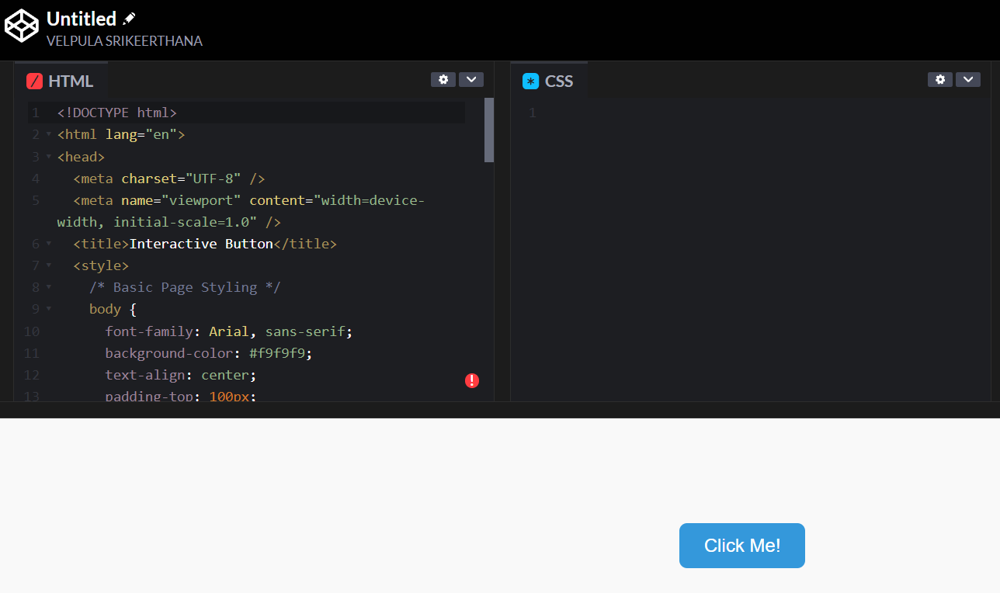 Untitled
VELPULA SRIKEERTHANA
HTML
1 <!DOCTYPE html>
2 <html lang="en">
3 <head>
4 <meta charset="UTF-8" />
5 <meta name="viewport" content="width=device-
width, initial-scale=1.0" />
6 <title>Interactive Button</title>
7 <style>
8 /* Basic Page Styling */
9 body {
10 font-family: Arial, sans-serif;
11 background-color: #f9f9f9;
12 text-align: center;
13 padding-top: 100px;
CSS
1
Click Me!